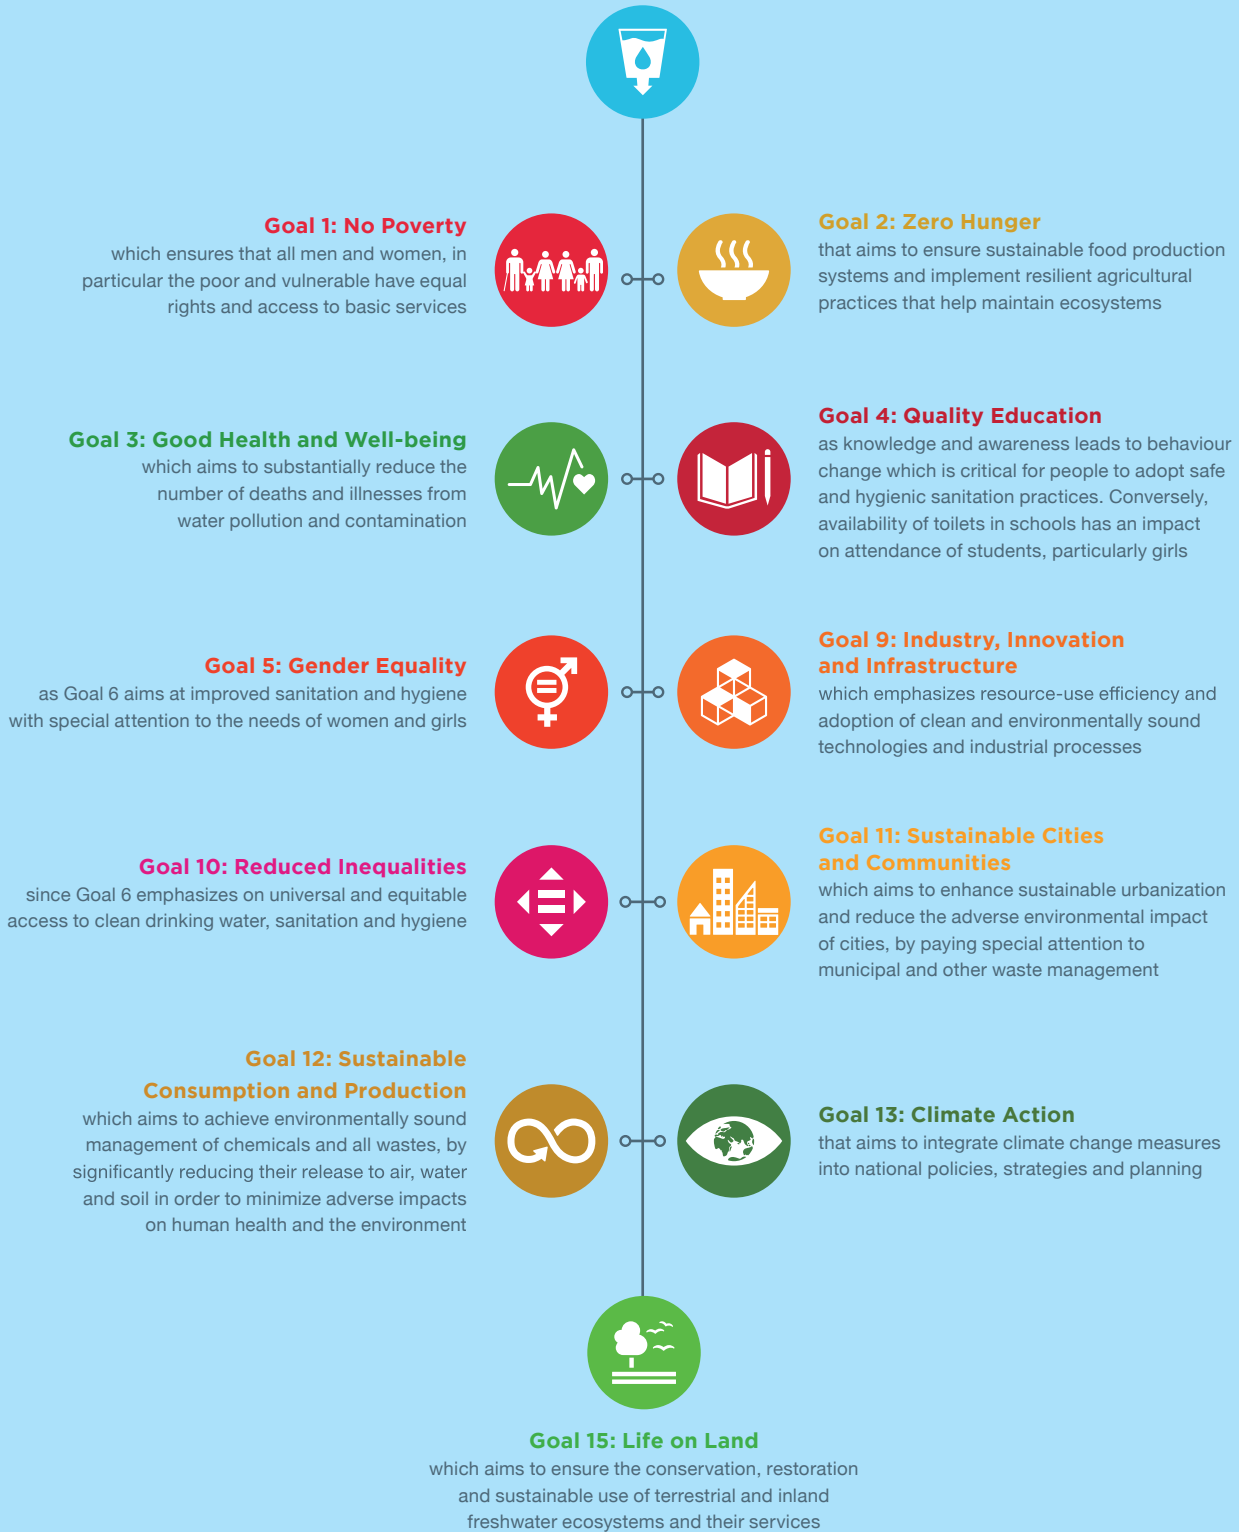 Goal 1: No Poverty
which ensures that all men and women, in
particular the poor and vulnerable have equal
rights and access to basic services
Goal 2: Zero Hunger
that aims to ensure sustainable food production
systems and implement resilient agricultural
practices that help maintain ecosystems
Goal 3: Good Health and Well-being
which aims to substantially reduce the
number of deaths and illnesses from
water pollution and contamination
Goal 4: Quality Education
as knowledge and awareness leads to behaviour
change which is critical for people to adopt safe
and hygienic sanitation practices. Conversely,
availability of toilets in schools has an impact
on attendance of students, particularly girls
Goal 5: Gender Equality
as Goal 6 aims at improved sanitation and hygiene
with special attention to the needs of women and girls
Goal 9: Industry, Innovation
and Infrastructure
which emphasizes resource-use efficiency and
adoption of clean and environmentally sound
technologies and industrial processes
Goal 10: Reduced Inequalities
since Goal 6 emphasizes on universal and equitable
access to clean drinking water, sanitation and hygiene
Goal 11: Sustainable Cities
and Communities
which aims to enhance sustainable urbanization
and reduce the adverse environmental impact
of cities, by paying special attention to
municipal and other waste management
Goal 12: Sustainable
Consumption and Production
which aims to achieve environmentally sound
management of chemicals and all wastes, by
significantly reducing their release to air, water
and soil in order to minimize adverse impacts
on human health and the environment
Goal 13: Climate Action
that aims to integrate climate change measures
into national policies, strategies and planning
Goal 15: Life on Land
which aims to ensure the conservation, restoration
and sustainable use of terrestrial and inland
freshwater ecosystems and their services